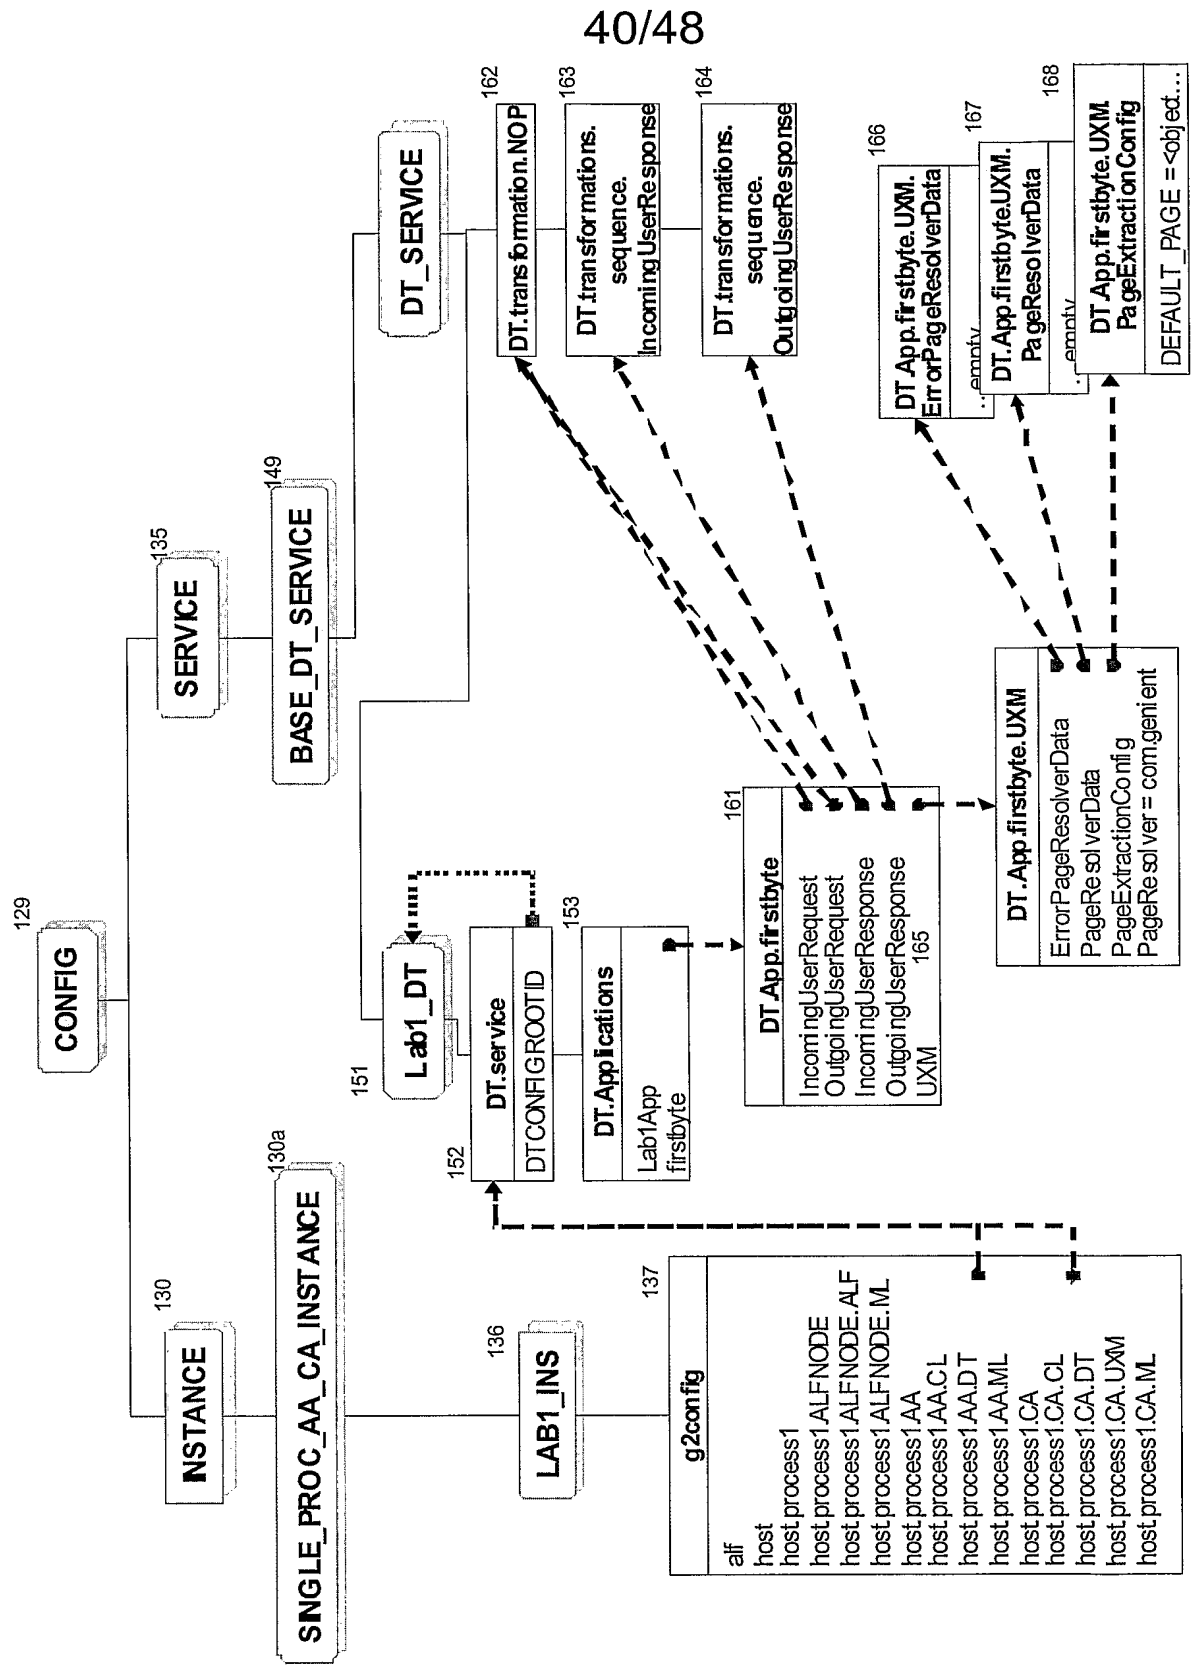 40/48
129
CONFIG
130
INSTANCE
135
SERVICE
130a
SINGLE_PROC_AA_CA_INSTANCE
149
BASE_DT_SERVICE
DT_SERVICE
136
LAB1_INS
137
g2config
alf
host
host.process1
host.process1.ALFNODE
host.process1.ALFNODE.ALF
host.process1.ALFNODE.ML
host.process1.AA
host.process1.AA.CL
host.process1.AA.DT
host.process1.AA.ML
host.process1.CA
host.process1.CA.CL
host.process1.CA.DT
host.process1.CA.UXM
host.process1.CA.ML
151
Lab1_DT
152
DT.service
DTCONFIGROOTID
153
DT.Applications
Lab1App
firstbyte
161
DT.App.firstbyte
IncomingUserRequest
OutgoingUserRequest
IncomingUserResponse
OutgoingUserResponse
UXM 165
DT.App.firstbyte.UXM
ErrorPageResolverData
PageResolverData
PageExtractionConfig
PageResolver = com.genient
162
DT.transformation.NOP
163
DT.transformations.
sequence.
IncomingUserResponse
164
DT.transformations.
sequence.
OutgoingUserResponse
166
DT.App.firstbyte.UXM.
ErrorPageResolverData
...empty
167
DT.App.firstbyte.UXM.
PageResolverData
...empty
168
DT.App.firstbyte.UXM.
PageExtractionConfig
DEFAULT_PAGE = <object...